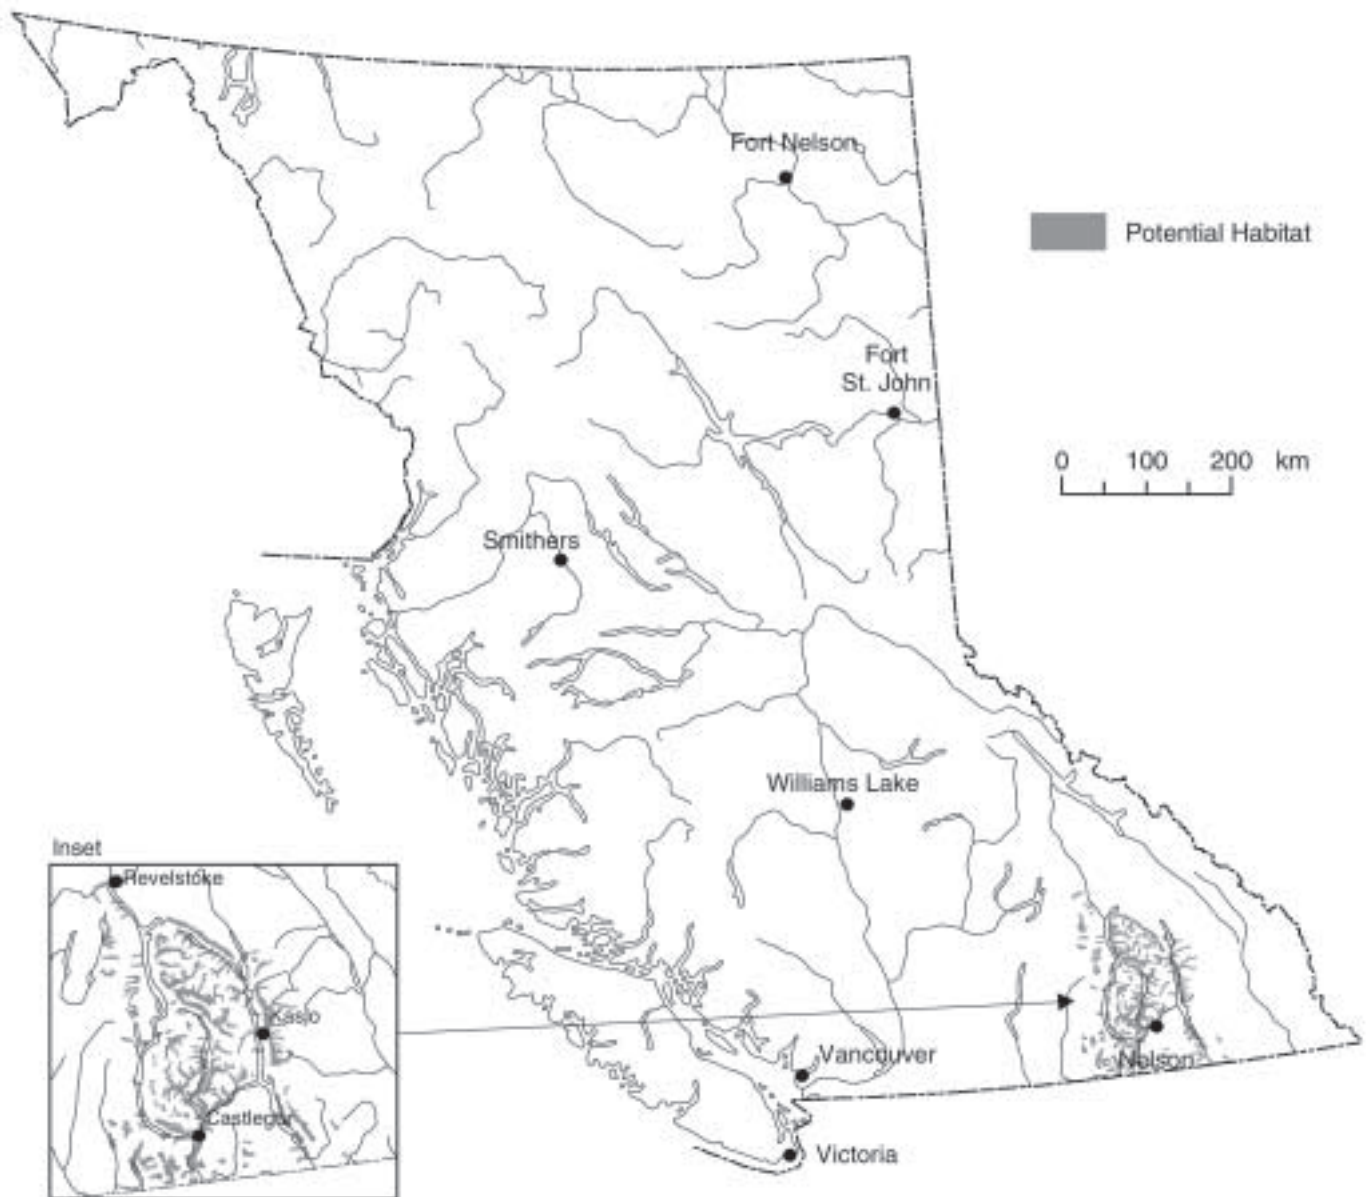 Fort Nelson
Potential Habitat
Fort
St. John
0 100 200 km
Smithers
Williams Lake
Inset
Revelstoke
Kaslo
Castlegar
Vancouver
Nelson
Victoria